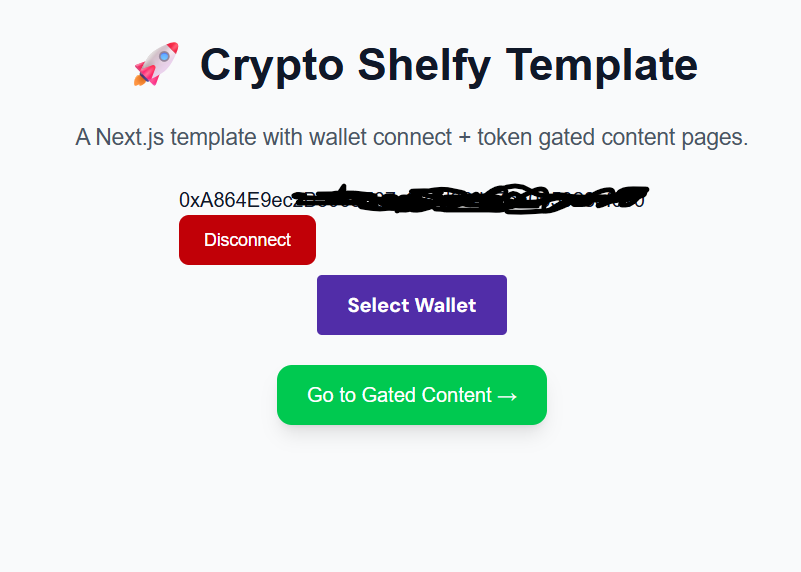 🚀 Crypto Shelfy Template
A Next.js template with wallet connect + token gated content pages.
0xA864E9ec
Disconnect
Select Wallet
Go to Gated Content →